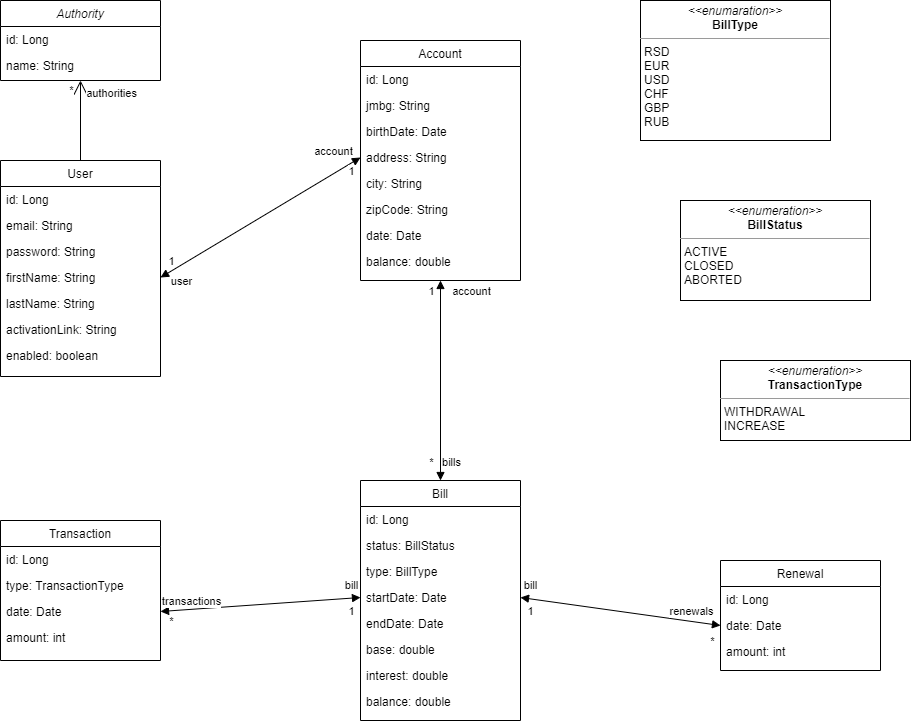 Authority
id: Long
name: String
* authorities
User
id: Long
email: String
password: String
firstName: String
lastName: String
activationLink: String
enabled: boolean
account
1
1
user
Account
id: Long
jmbg: String
birthDate: Date
address: String
city: String
zipCode: String
date: Date
balance: double
1 account
* bills
<<enumaration>>
BillType
RSD
EUR
USD
CHF
GBP
RUB
<<enumeration>>
BillStatus
ACTIVE
CLOSED
ABORTED
<<enumeration>>
TransactionType
WITHDRAWAL
INCREASE
Transaction
id: Long
type: TransactionType
date: Date
amount: int
transactions
*
bill
1
Bill
id: Long
status: BillStatus
type: BillType
startDate: Date
endDate: Date
base: double
interest: double
balance: double
bill
1
renewals
*
Renewal
id: Long
date: Date
amount: int